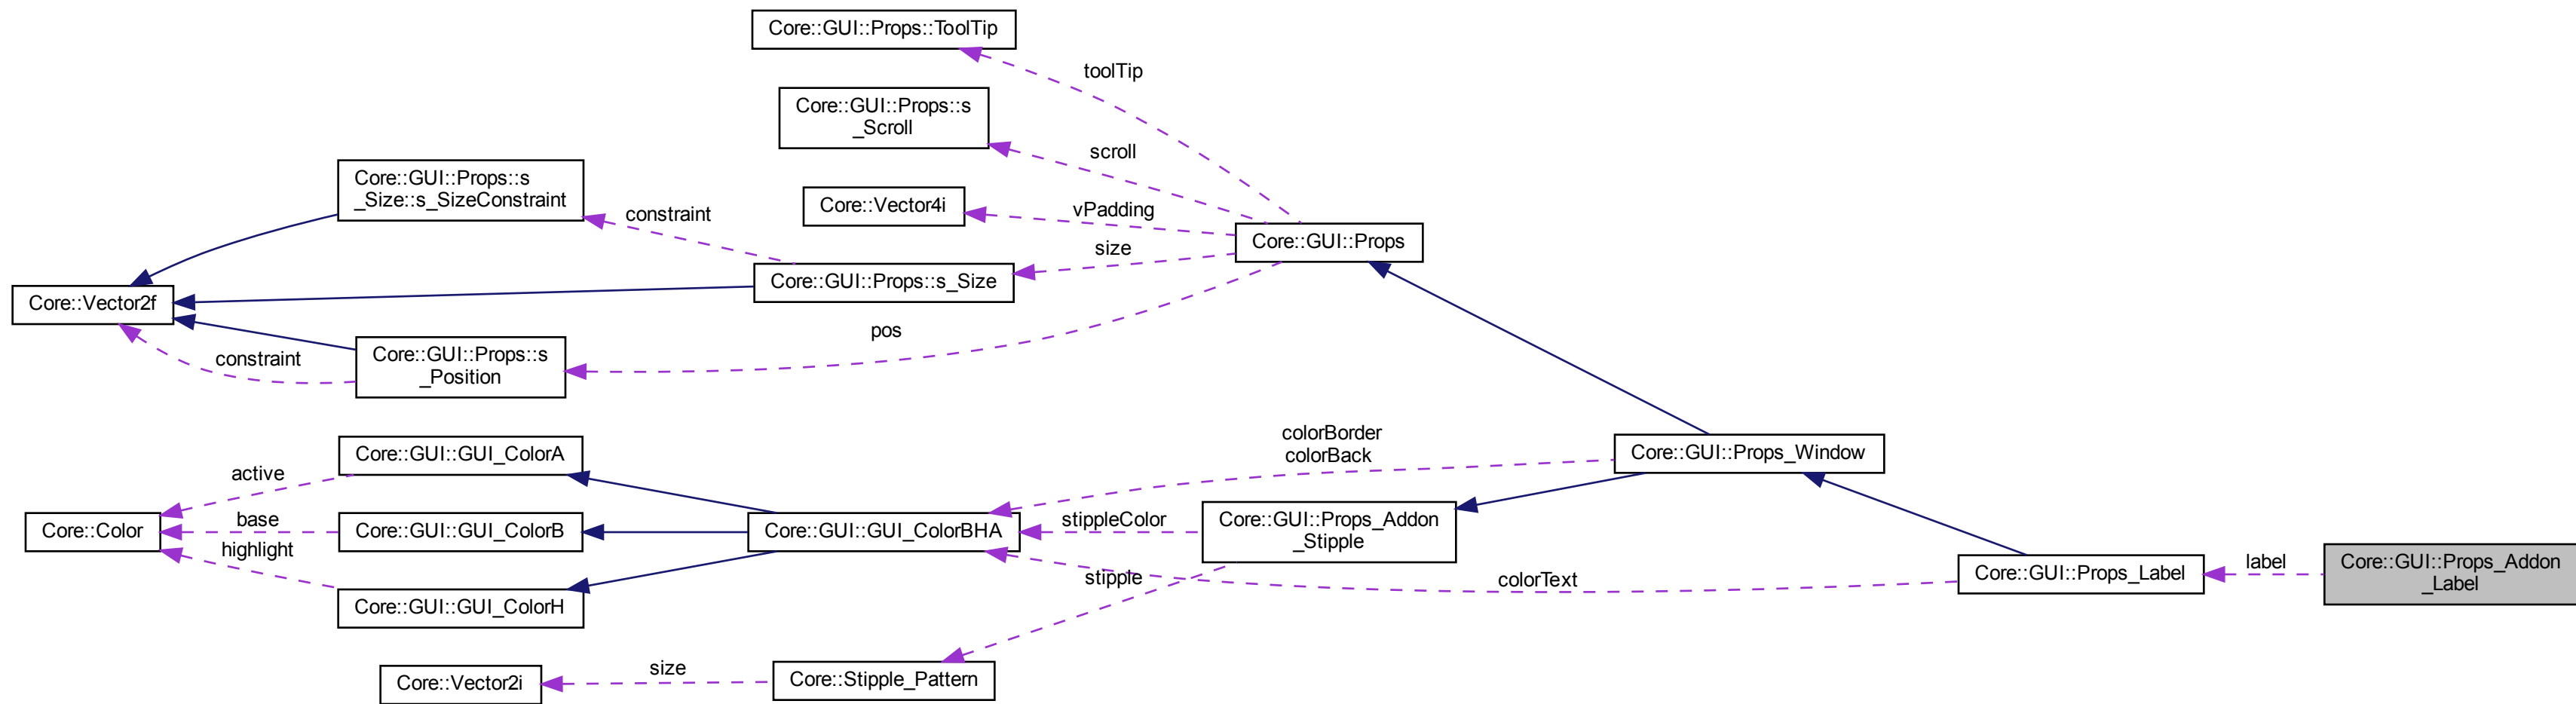 Core::GUI::Props::ToolTip
toolTip
Core::GUI::Props::s
_Scroll
scroll
Core::GUI::Props::s
_Size::s_SizeConstraint
constraint
Core::Vector4i
vPadding
Core::GUI::Props
size
Core::GUI::Props::s_Size
Core::Vector2f
pos
Core::GUI::Props::s
_Position
constraint
colorBorder
colorBack
Core::GUI::GUI_ColorA
active
Core::GUI::Props_Window
Core::Color
base
Core::GUI::GUI_ColorB
Core::GUI::GUI_ColorBHA
stippleColor
Core::GUI::Props_Addon
_Stipple
highlight
stipple
colorText
Core::GUI::Props_Label
label
Core::GUI::Props_Addon
_Label
Core::GUI::GUI_ColorH
Core::Vector2i
size
Core::Stipple_Pattern